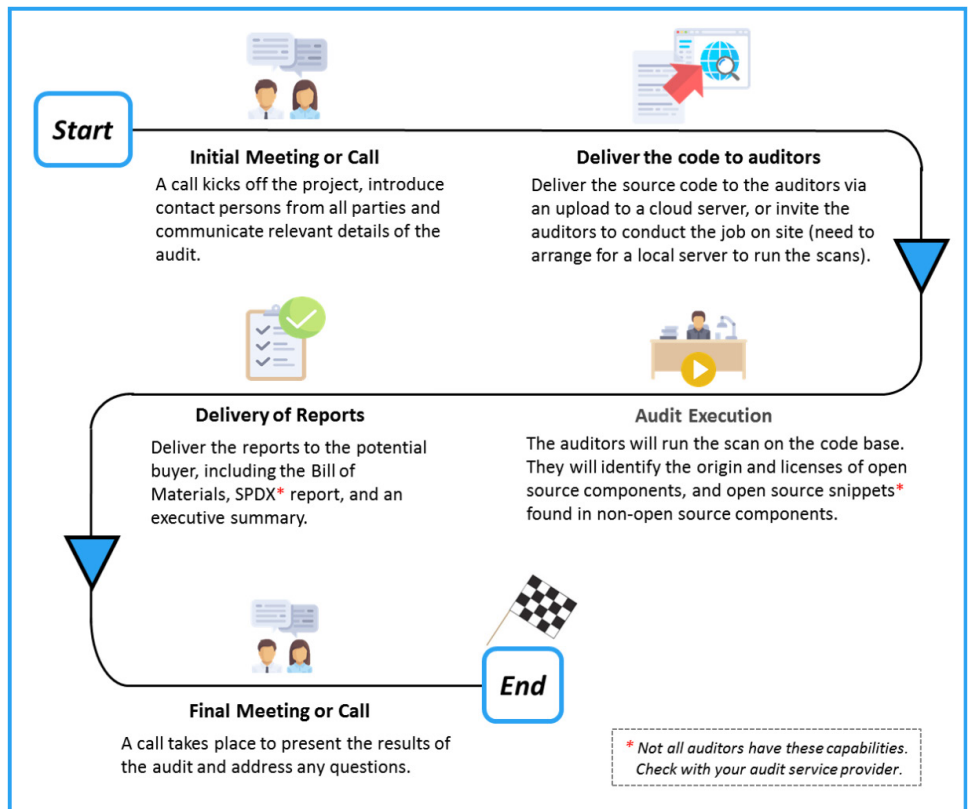 Start
Initial Meeting or Call
A call kicks off the project, introduce
contact persons from all parties and
communicate relevant details of the
audit.
Deliver the code to auditors
Deliver the source code to the auditors via
an upload to a cloud server, or invite the
auditors to conduct the job on site (need to
arrange for a local server to run the scans).
Audit Execution
The auditors will run the scan on the code base.
They will identify the origin and licenses of open
source components, and open source snippets*
found in non-open source components.
Delivery of Reports
Deliver the reports to the potential
buyer, including the Bill of
Materials, SPDX* report, and an
executive summary.
Final Meeting or Call
A call takes place to present the results of
the audit and address any questions.
End
* Not all auditors have these capabilities.
Check with your audit service provider.